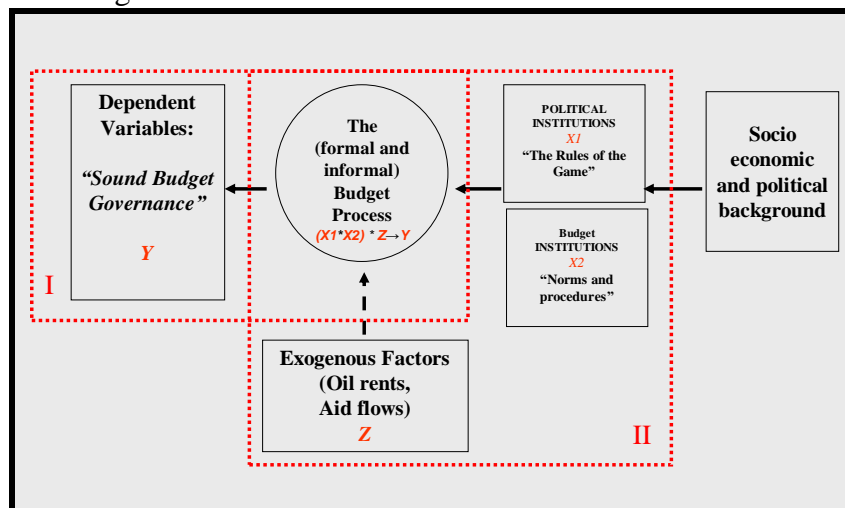 Dependent
Variables:
“Sound Budget
Governance”
Y
I
The
(formal and
informal)
Budget
Process
(X1*X2) * Z→Y
Exogenous Factors
(Oil rents,
Aid flows)
Z
POLITICAL
INSTITUTIONS
X1
“The Rules of the
Game”
Budget
INSTITUTIONS
X2
“Norms and
procedures”
II
Socio
economic
and political
background